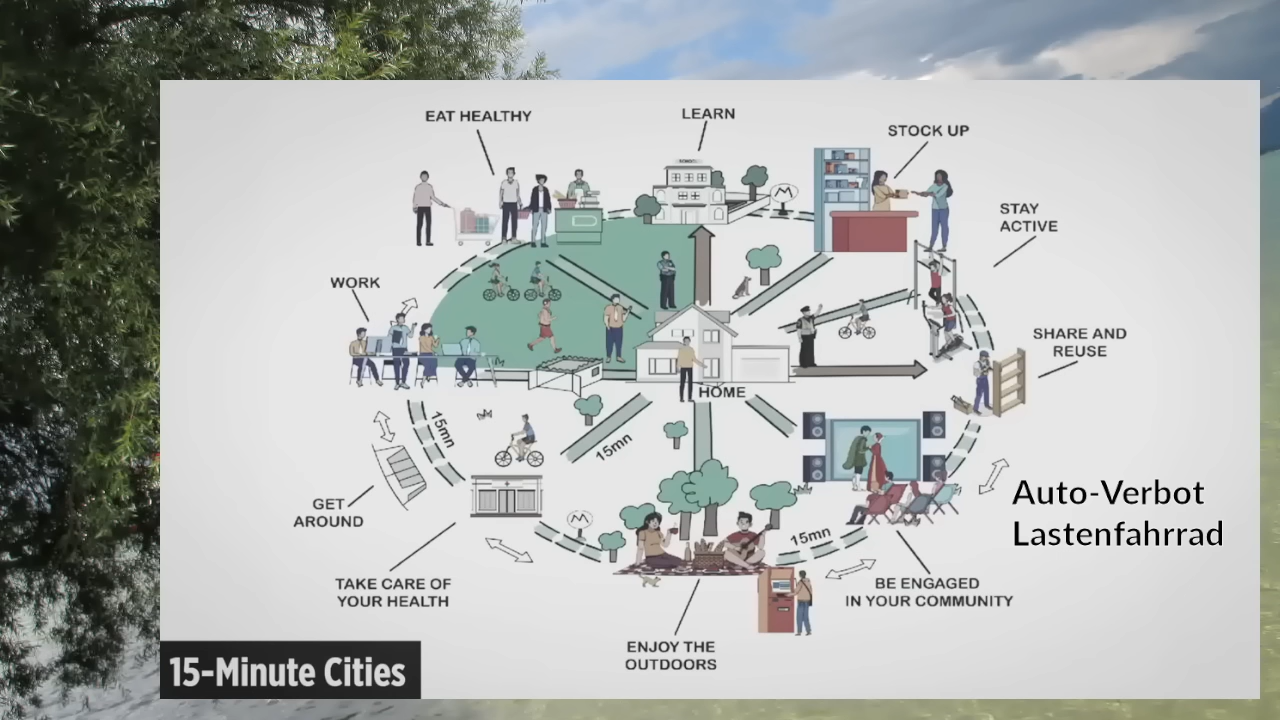 EAT HEALTHY
LEARN
STOCK UP
M
STAY
ACTIVE
WORK
SHARE AND
REUSE
HOME
15mn
15mn
GET
AROUND
Auto-Verbot
Lastenfahrrad
M
15mn
TAKE CARE OF
YOUR HEALTH
BE ENGAGED
IN YOUR COMMUNITY
ENJOY THE
OUTDOORS
15-Minute Cities